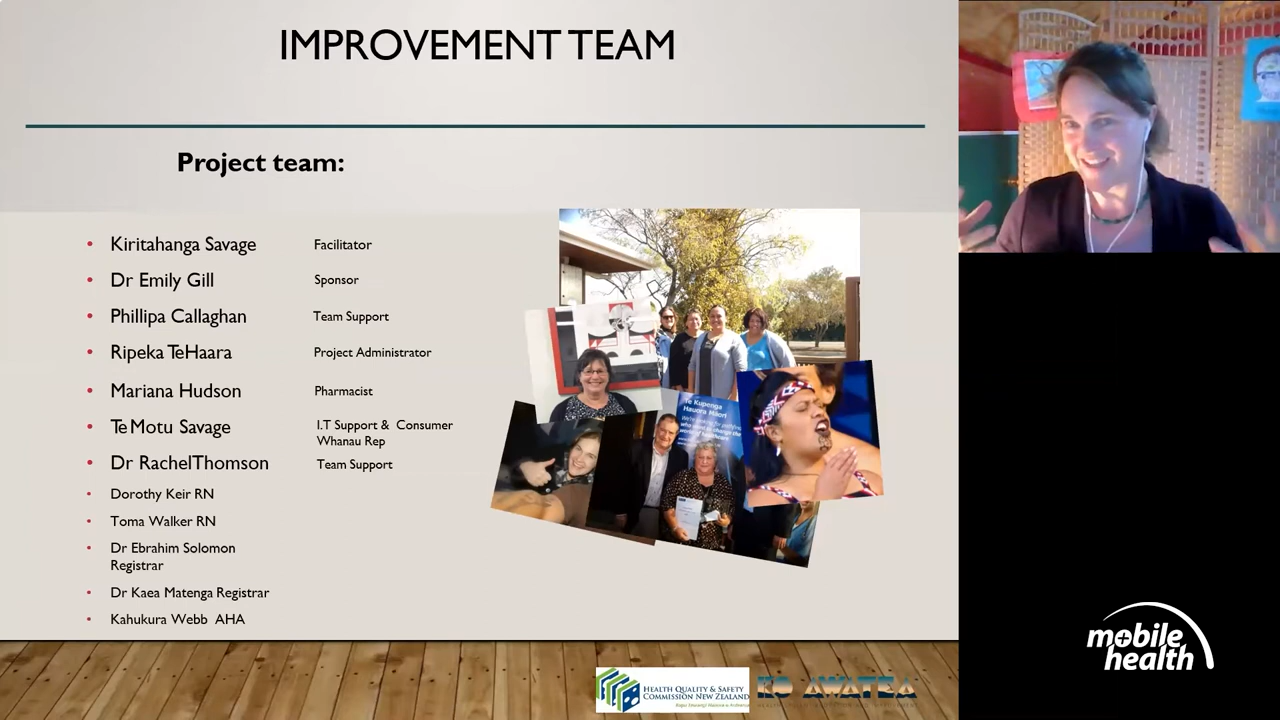 IMPROVEMENT TEAM
Project team:
Kiritahanga Savage Facilitator
Dr Emily Gill Sponsor
Phillipa Callaghan Team Support
Ripeka TeHaara Project Administrator
Mariana Hudson Pharmacist
Te Motu Savage I.T Support & Consumer
Whanau Rep
Dr RachelThomson Team Support
Dorothy Keir RN
Toma Walker RN
Dr Ebrahim Solomon
Registrar
Dr Kaea Matenga Registrar
Kahukura Webb AHA
Te Kupenga
Hauora Māori
HEALTH QUALITY & SAFETY
COMMISSION NEW ZEALAND
KO AWATEA
mobile
health